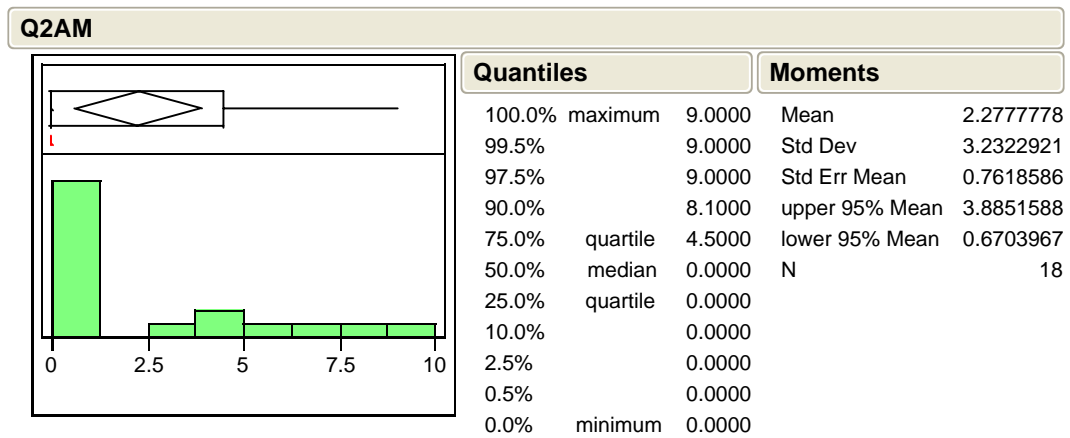 Q2AM
Quantiles
100.0% maximum 9.0000
99.5% 9.0000
97.5% 9.0000
90.0% 8.1000
75.0% quartile 4.5000
50.0% median 0.0000
25.0% quartile 0.0000
10.0% 0.0000
2.5% 0.0000
0.5% 0.0000
0.0% minimum 0.0000
Moments
Mean 2.2777778
Std Dev 3.2322921
Std Err Mean 0.7618586
upper 95% Mean 3.8851588
lower 95% Mean 0.6703967
N 18
0 2.5 5 7.5 10